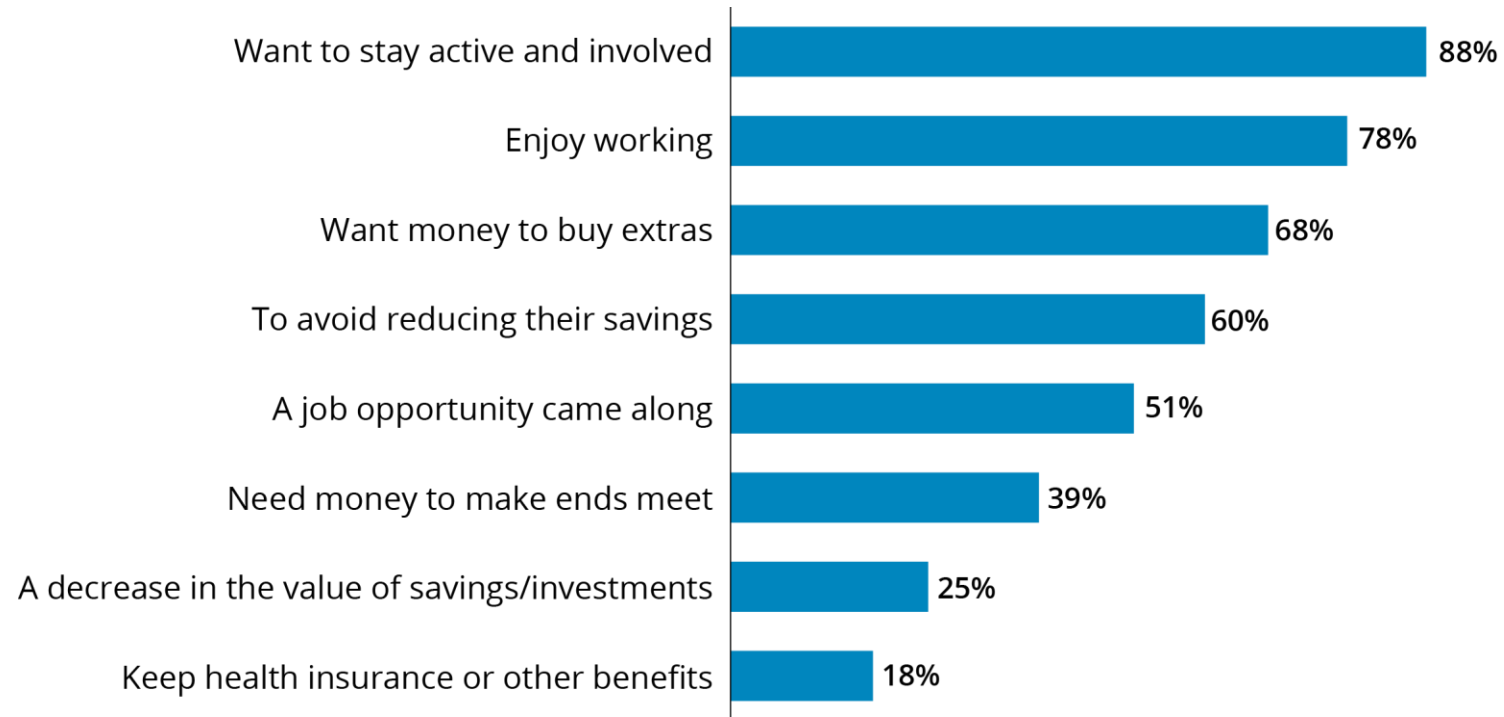 Want to stay active and involved 88%
Enjoy working 78%
Want money to buy extras 68%
To avoid reducing their savings 60%
A job opportunity came along 51%
Need money to make ends meet 39%
A decrease in the value of savings/investments 25%
Keep health insurance or other benefits 18%